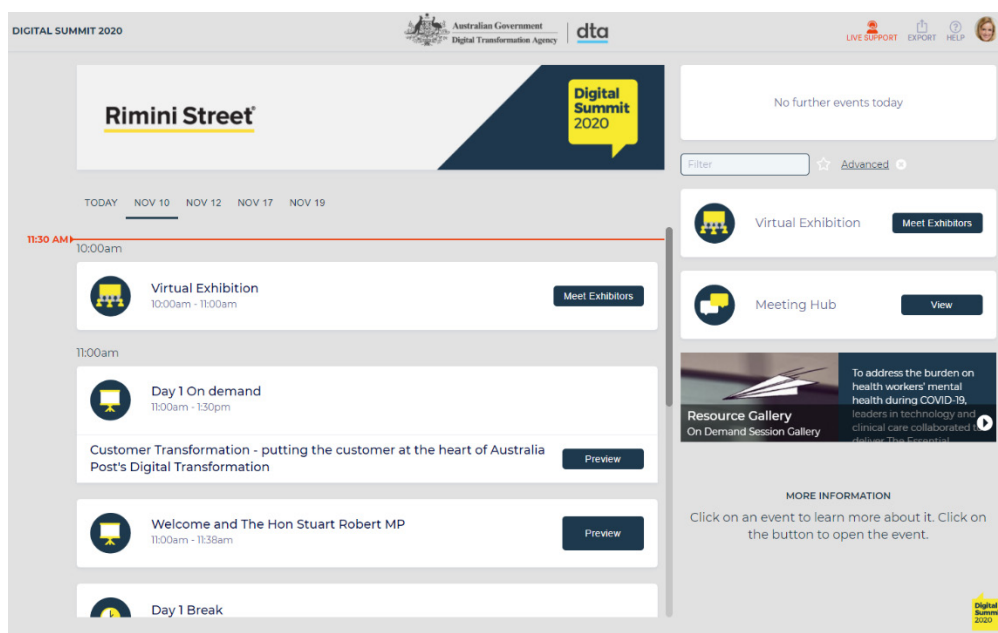 DIGITAL SUMMIT 2020
Australian Government
Digital Transformation Agency
dta
LIVE SUPPORT
EXPORT
HELP
Rimini Street
Digital
Summit
2020
No further events today
Filter
Advanced
TODAY
NOV 10
NOV 12
NOV 17
NOV 19
11:30 AM
10:00am
Virtual Exhibition
10:00am - 11:00am
Meet Exhibitors
11:00am
Day 1 On demand
11:00am - 1:30pm
Customer Transformation - putting the customer at the heart of Australia
Post's Digital Transformation
Preview
Welcome and The Hon Stuart Robert MP
11:00am - 11:38am
Preview
Day 1 Break
Virtual Exhibition
Meet Exhibitors
Meeting Hub
View
Resource Gallery
On Demand Session Gallery
To address the burden on
health workers' mental
health during COVID-19,
leaders in technology and
clinical care collaborated to
deliver The Essential
MORE INFORMATION
Click on an event to learn more about it. Click on
the button to open the event.
Digital
Summit
2020